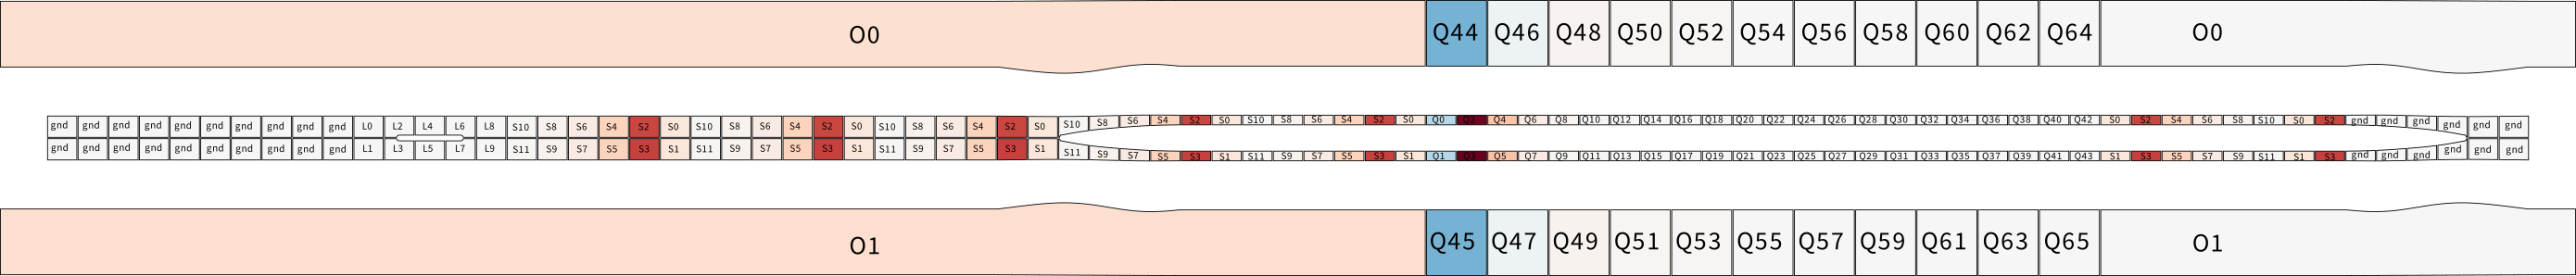 O0 Q44 Q46 Q48 Q50 Q52 Q54 Q56 Q58 Q60 Q62 Q64 O0
gnd gnd gnd gnd gnd gnd gnd gnd gnd gnd L0 L2 L4 L6 L8 S10 S8 S6 S4 S2 S0 S10 S8 S6 S4 S2 S0 S10 S8 S6 S4 S2 S0 S10 S8 S6 S4 S2 S0 S10 S8 S6 S4 S2 S0 Q0 Q2 Q4 Q6 Q8 Q10 Q12 Q14 Q16 Q18 Q20 Q22 Q24 Q26 Q28 Q30 Q32 Q34 Q36 Q38 Q40 Q42 S0 S2 S4 S6 S8 S10 S0 S2 gnd gnd gnd gnd gnd gnd
gnd gnd gnd gnd gnd gnd gnd gnd gnd gnd L1 L3 L5 L7 L9 S11 S9 S7 S5 S3 S1 S11 S9 S7 S5 S3 S1 S11 S9 S7 S5 S3 S1 S11 S9 S7 S5 S3 S1 S11 S9 S7 S5 S3 S1 Q1 Q3 Q5 Q7 Q9 Q11 Q13 Q15 Q17 Q19 Q21 Q23 Q25 Q27 Q29 Q31 Q33 Q35 Q37 Q39 Q41 Q43 S1 S3 S5 S7 S9 S11 S1 S3 gnd gnd gnd gnd gnd gnd
O1 Q45 Q47 Q49 Q51 Q53 Q55 Q57 Q59 Q61 Q63 Q65 O1